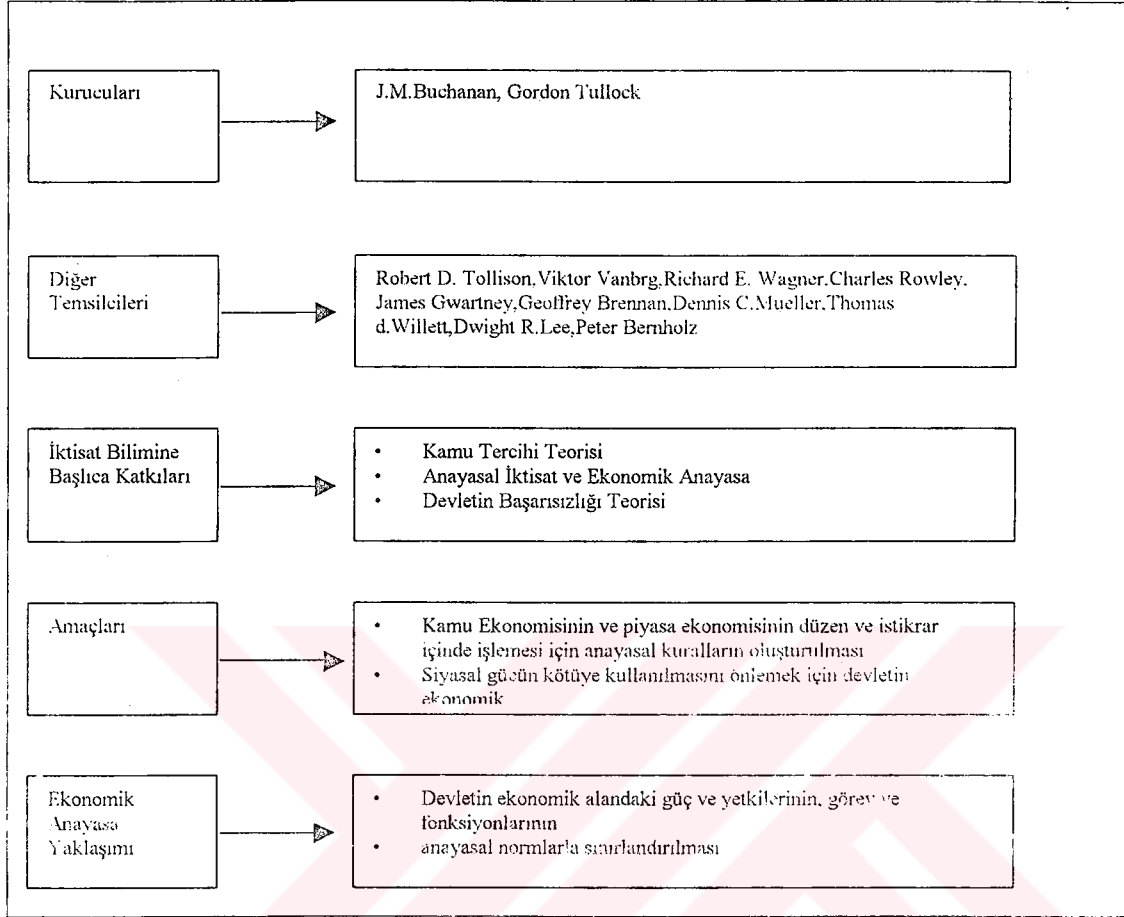 Kurucuları
J.M.Buchanan, Gordon Tullock
Diğer
Temsilcileri
Robert D. Tollison,Viktor Vanbrg,Richard E. Wagner,Charles Rowley,
James Gwartney,Geoffrey Brennan,Dennis C.Mueller,Thomas
d.Willett,Dwight R.Lee,Peter Bernholz
İktisat Bilimine
Başlıca Katkıları
• Kamu Tercihi Teorisi
• Anayasal İktisat ve Ekonomik Anayasa
• Devletin Başarısızlığı Teorisi
Amaçları
• Kamu Ekonomisinin ve piyasa ekonomisinin düzen ve istikrar
içinde işlemesi için anayasal kuralların oluşturulması
• Siyasal gücün kötüye kullanılmasını önlemek için devletin
ekonomik
Ekonomik
Anayasa
Yaklaşımı
• Devletin ekonomik alandaki güç ve yetkilerinin, görev ve
fonksiyonlarının
• anayasal normlarla sınırlandırılması